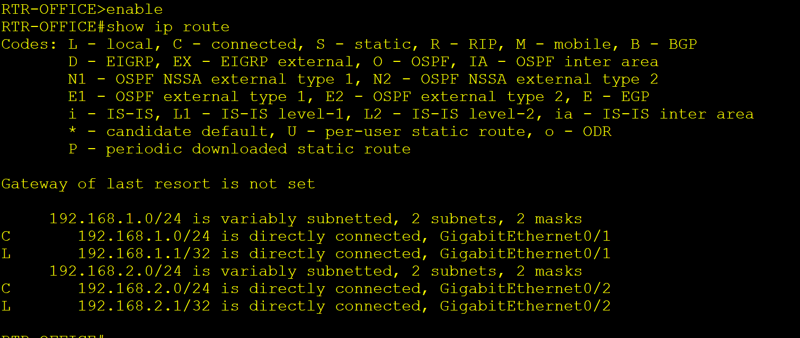 RTR-OFFICE>enable
RTR-OFFICE#show ip route
Codes: L - local, C - connected, S - static, R - RIP, M - mobile, B - BGP
D - EIGRP, EX - EIGRP external, O - OSPF, IA - OSPF inter area
N1 - OSPF NSSA external type 1, N2 - OSPF NSSA external type 2
E1 - OSPF external type 1, E2 - OSPF external type 2, E - EGP
i - IS-IS, L1 - IS-IS level-1, L2 - IS-IS level-2, ia - IS-IS inter area
* - candidate default, U - per-user static route, o - ODR
P - periodic downloaded static route
Gateway of last resort is not set
192.168.1.0/24 is variably subnetted, 2 subnets, 2 masks
C 192.168.1.0/24 is directly connected, GigabitEthernet0/1
L 192.168.1.1/32 is directly connected, GigabitEthernet0/1
192.168.2.0/24 is variably subnetted, 2 subnets, 2 masks
C 192.168.2.0/24 is directly connected, GigabitEthernet0/2
L 192.168.2.1/32 is directly connected, GigabitEthernet0/2
RTR-OFFICE#